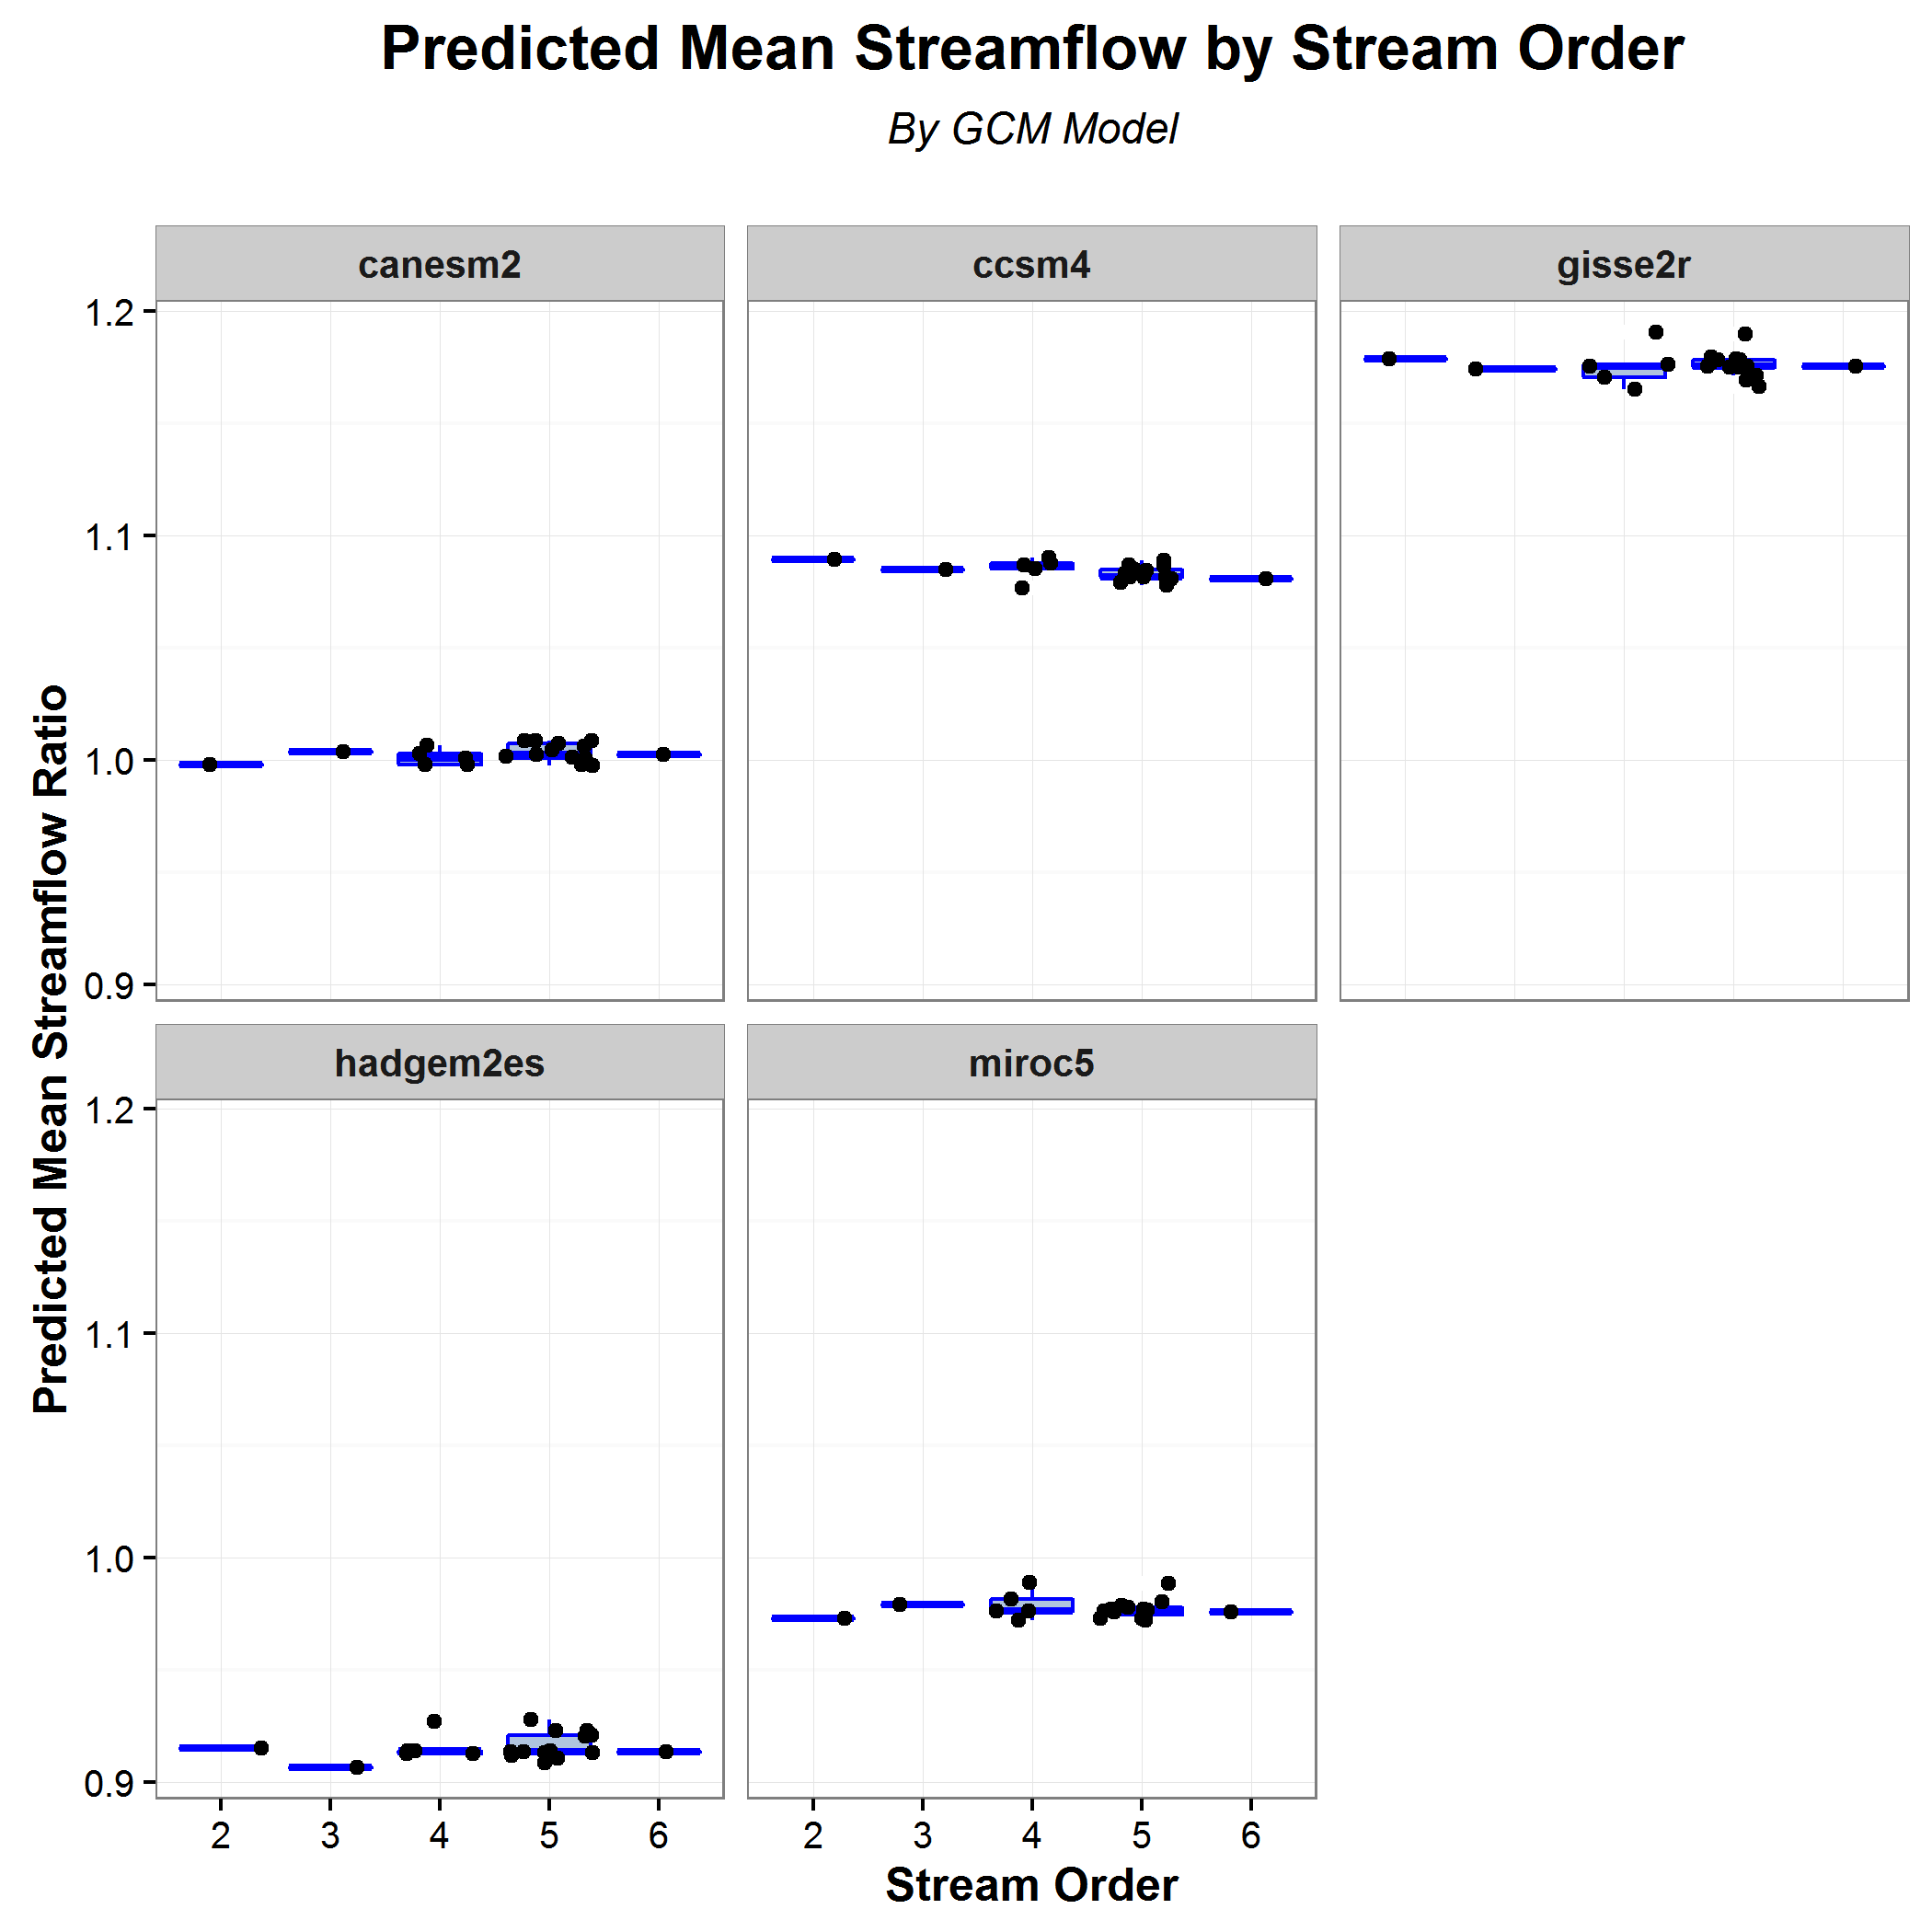 Predicted Mean Streamflow by Stream Order
By GCM Model
canesm2
ccsm4
gisse2r
1.2
1.1
1.0
0.9
Predicted Mean Streamflow Ratio
hadgem2es
miroc5
1.2
1.1
1.0
0.9
2 3 4 5 6
2 3 4 5 6
Stream Order